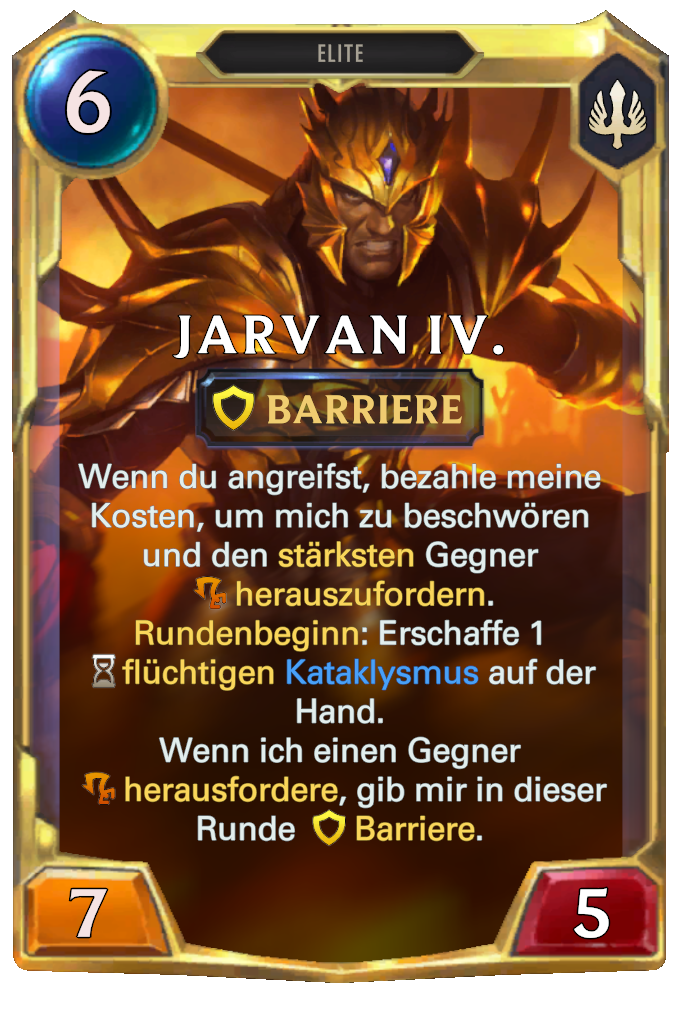 ELITE
6
JARVAN IV.
BARRIERE
Wenn du angreifst, bezahle meine
Kosten, um mich zu beschwören
und den stärksten Gegner
herauszufordern.
Rundenbeginn: Erschaffe 1
flüchtigen Kataklysmus auf der
Hand.
Wenn ich einen Gegner
herausfordere, gib mir in dieser
Runde Barriere.
7
5